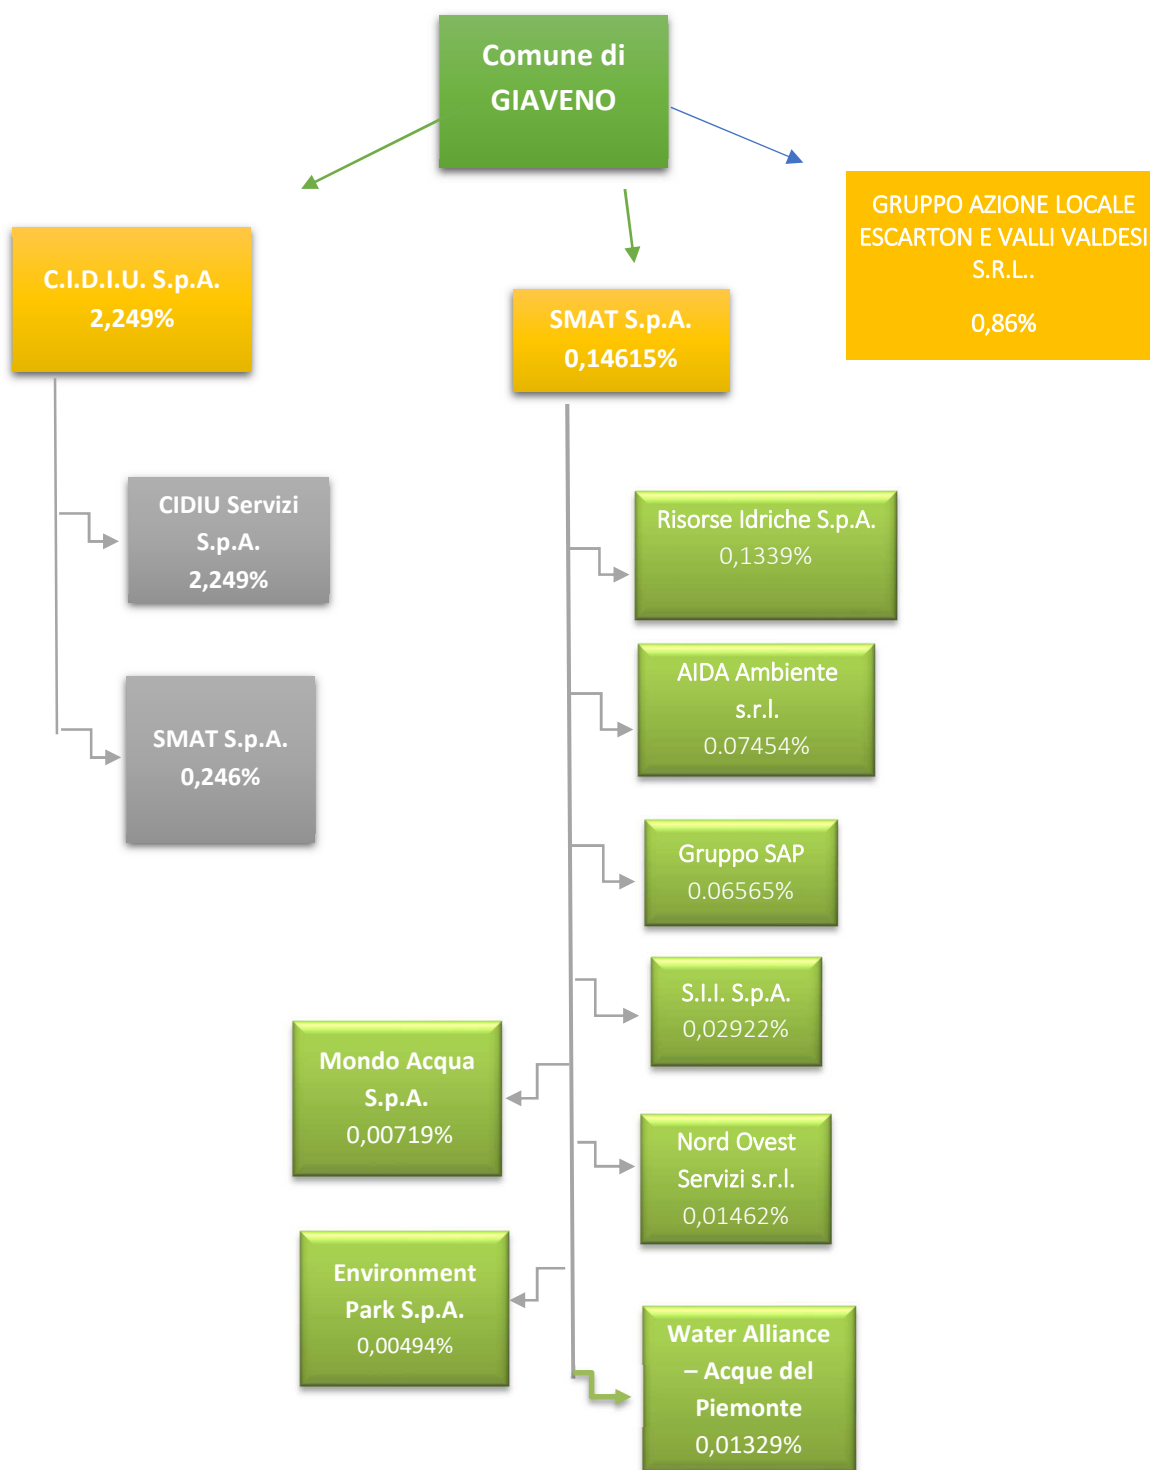 Comune di
GIAVENO
GRUPPO AZIONE LOCALE
ESCARTON E VALLI VALDESI
S.R.L..
0,86%
C.I.D.I.U. S.p.A.
2,249%
SMAT S.p.A.
0,14615%
CIDIU Servizi
S.p.A.
2,249%
Risorse Idriche S.p.A.
0,1339%
AIDA Ambiente
s.r.l.
0.07454%
SMAT S.p.A.
0,246%
Gruppo SAP
0.06565%
S.I.I. S.p.A.
0,02922%
Mondo Acqua
S.p.A.
0,00719%
Nord Ovest
Servizi s.r.l.
0,01462%
Environment
Park S.p.A.
0,00494%
Water Alliance
– Acque del
Piemonte
0,01329%